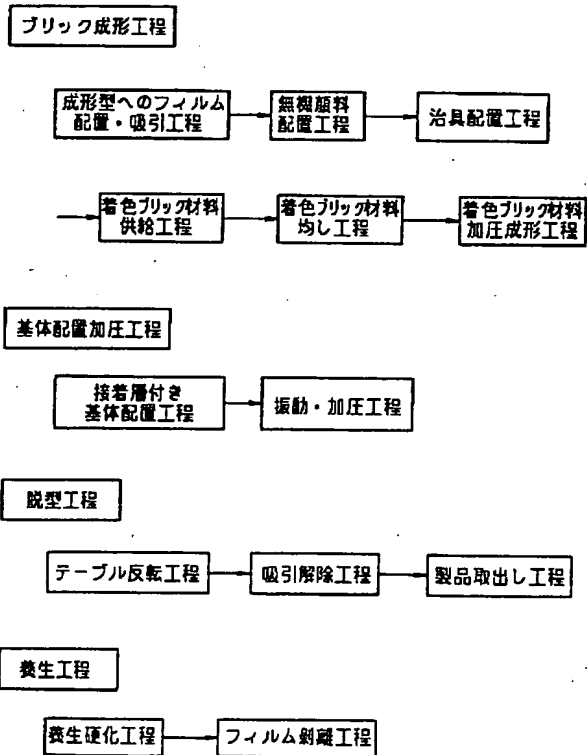 ブリック成形工程
成形型へのフィルム
配置・吸引工程
無機顔料
配置工程
治具配置工程
着色ブリック材料
供給工程
着色ブリック材料
均し工程
着色ブリック材料
加圧成形工程
基体配置加圧工程
接着層付き
基体配置工程
振動・加圧工程
脱型工程
テーブル反転工程
吸引解除工程
製品取出し工程
養生工程
養生硬化工程
フィルム剝離工程